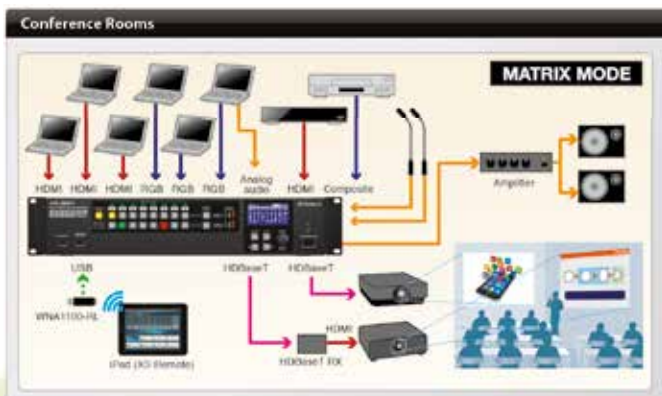 Conference Rooms
MATRIX MODE
HDMI HDMI HDMI RGB RGB RGB Analog audio HDMI Composite
Amplifier
USB
HDBaseT HDBaseT
WNA1100-RL
HDMI
iPad (XS Remote)
HDBaseT RX